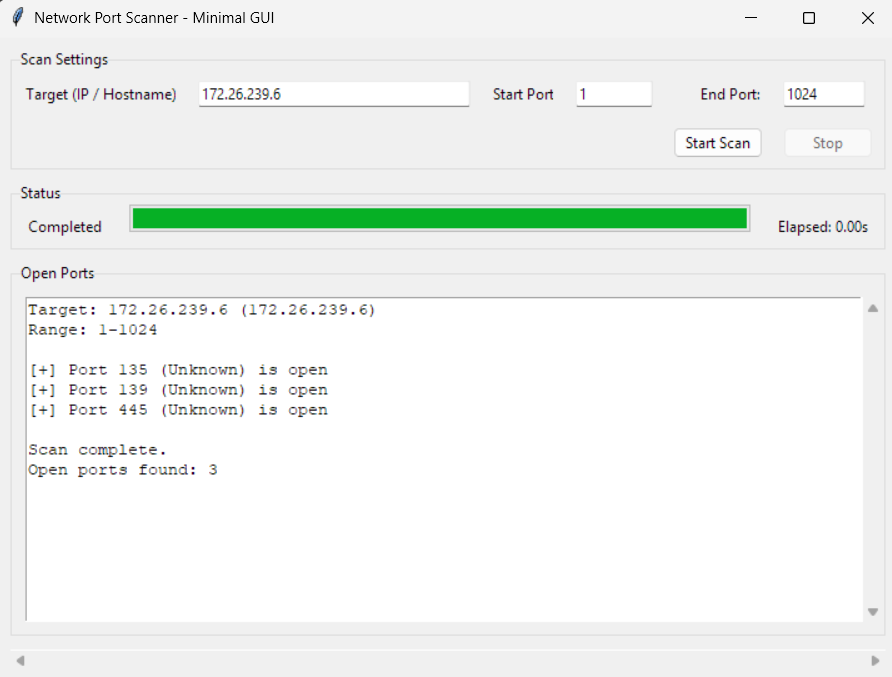 Network Port Scanner - Minimal GUI
Scan Settings
Target (IP / Hostname) 172.26.239.6 Start Port 1 End Port: 1024
Start Scan Stop
Status
Completed Elapsed: 0.00s
Open Ports
Target: 172.26.239.6 (172.26.239.6)
Range: 1-1024
[+] Port 135 (Unknown) is open
[+] Port 139 (Unknown) is open
[+] Port 445 (Unknown) is open
Scan complete.
Open ports found: 3